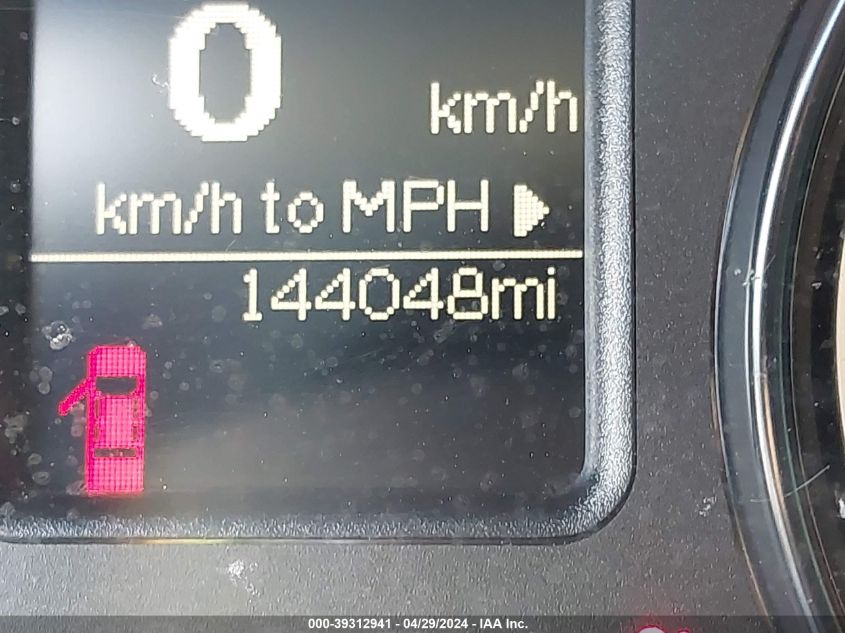 0
km/h
km/h to MPH
144048mi
000-39312941 - 04/29/2024 - IAA Inc.